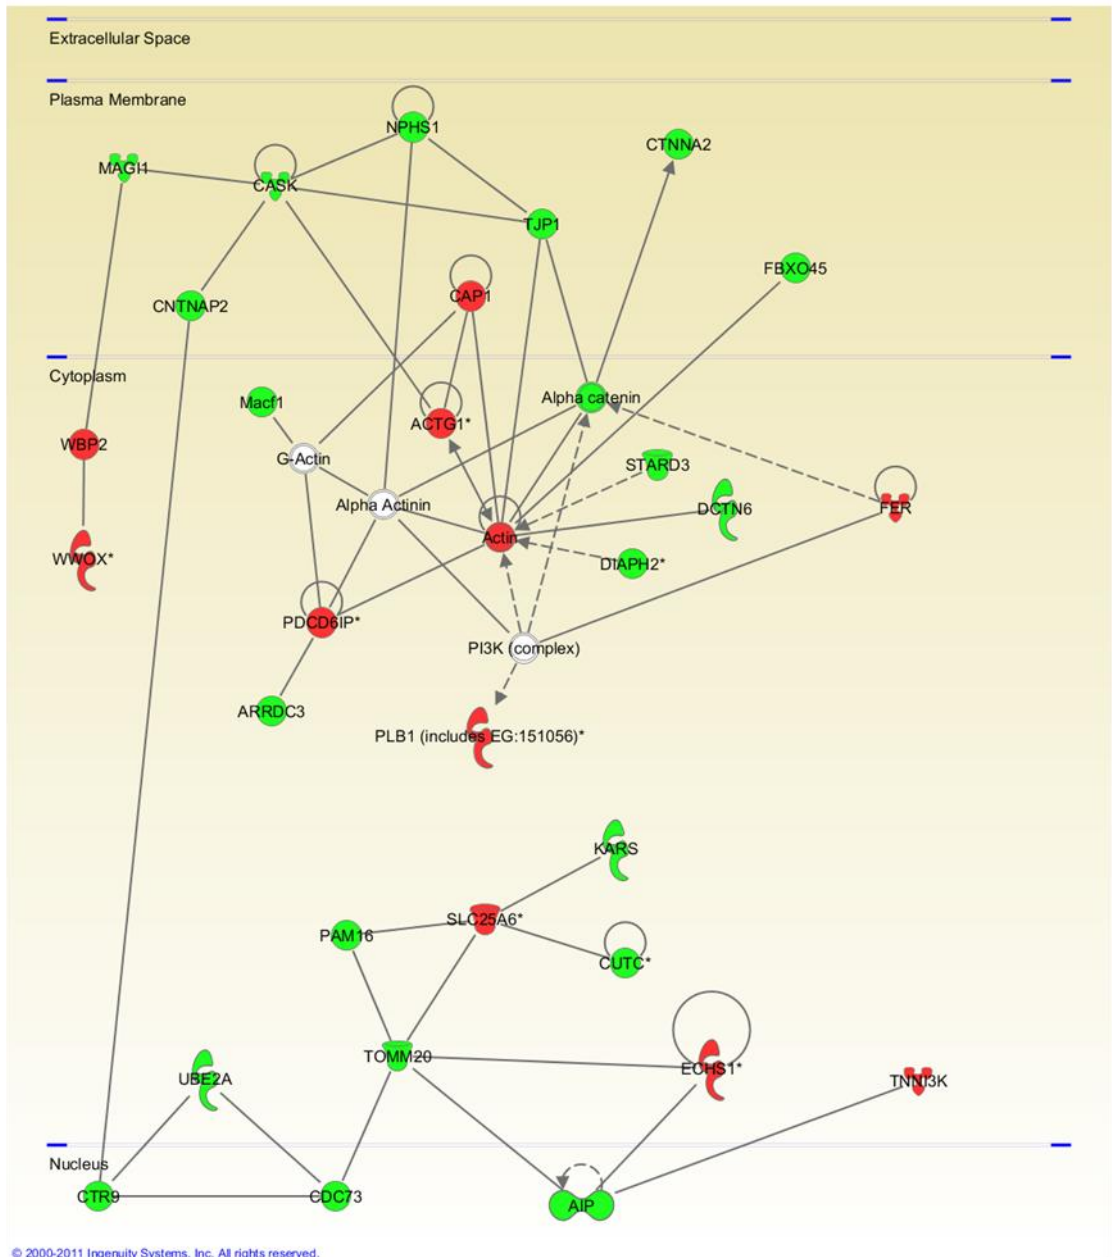 Extracellular Space
Plasma Membrane
NPHS1
CTNNA2
MAGI1
CASK
TJP1
FBXO45
CAP1
CNTNAP2
Cytoplasm
Alpha catenin
Macf1
ACTG1*
WBP2
G-Actin
STARD3
Alpha Actinin
DCTN6
FER
Actin
WWOX*
DIAPH2*
PDCD6IP*
PI3K (complex)
ARRDC3
PLB1 (includes EG:151056)*
KARS
SLC25A6*
PAM16
CUTC*
TOMM20
ECHS1*
UBE2A
TNNI3K
Nucleus
CTR9
CDC73
AIP
© 2000-2011 Ingenuity Systems, Inc. All rights reserved.